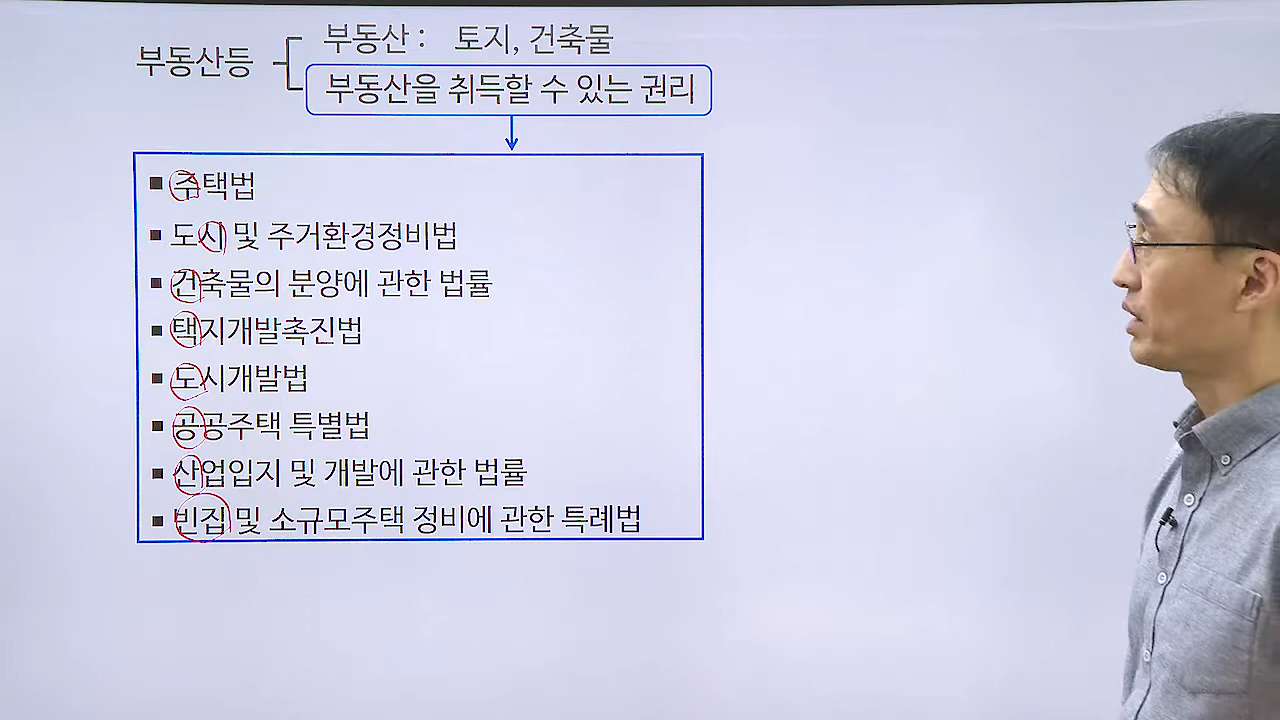 부동산등
부동산 : 토지, 건축물
부동산을 취득할 수 있는 권리
■ 주택법
■ 도시 및 주거환경정비법
■ 건축물의 분양에 관한 법률
■ 택지개발촉진법
■ 도시개발법
■ 공공주택 특별법
■ 산업입지 및 개발에 관한 법률
■ 빈집 및 소규모주택 정비에 관한 특례법